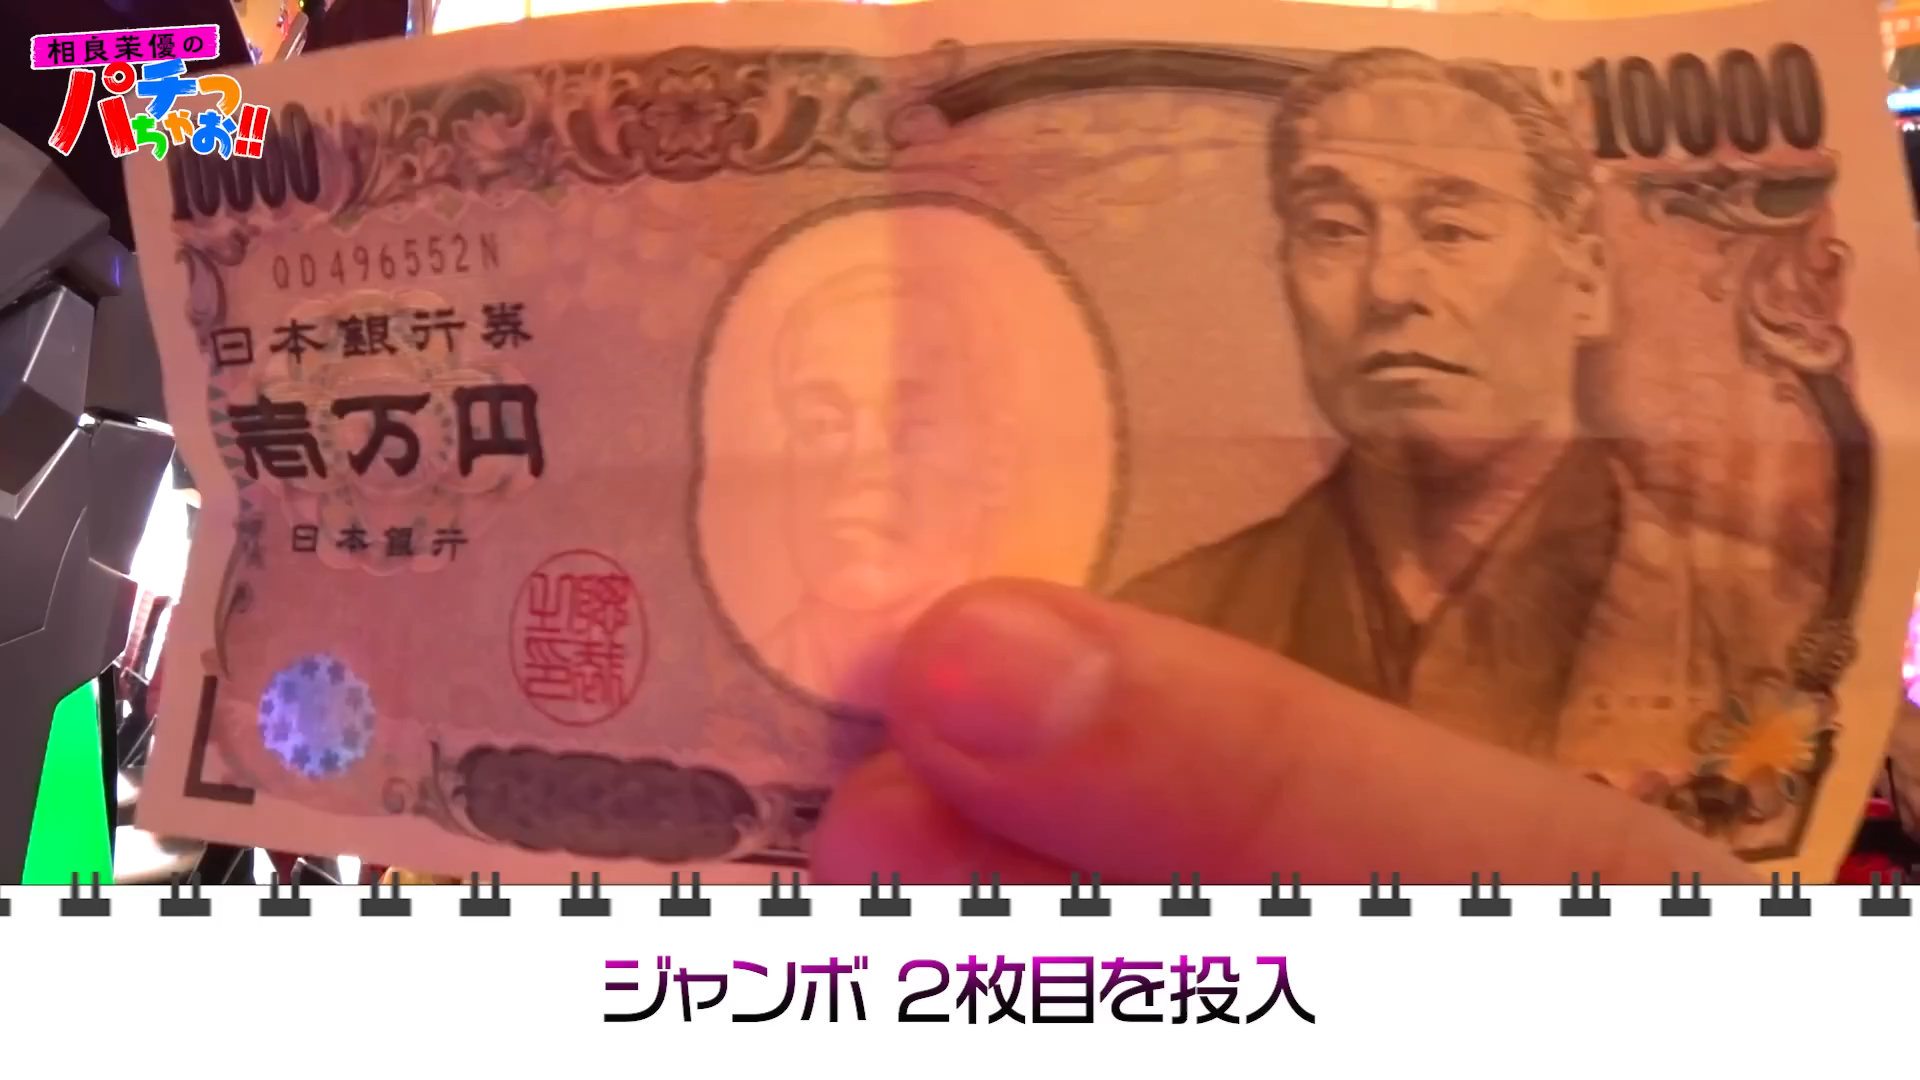 相良茉優の
パチっちゃお!!
10000
10000
QD496552N
日本銀行券
壱万円
日本銀行
ジャンボ 2枚目を投入